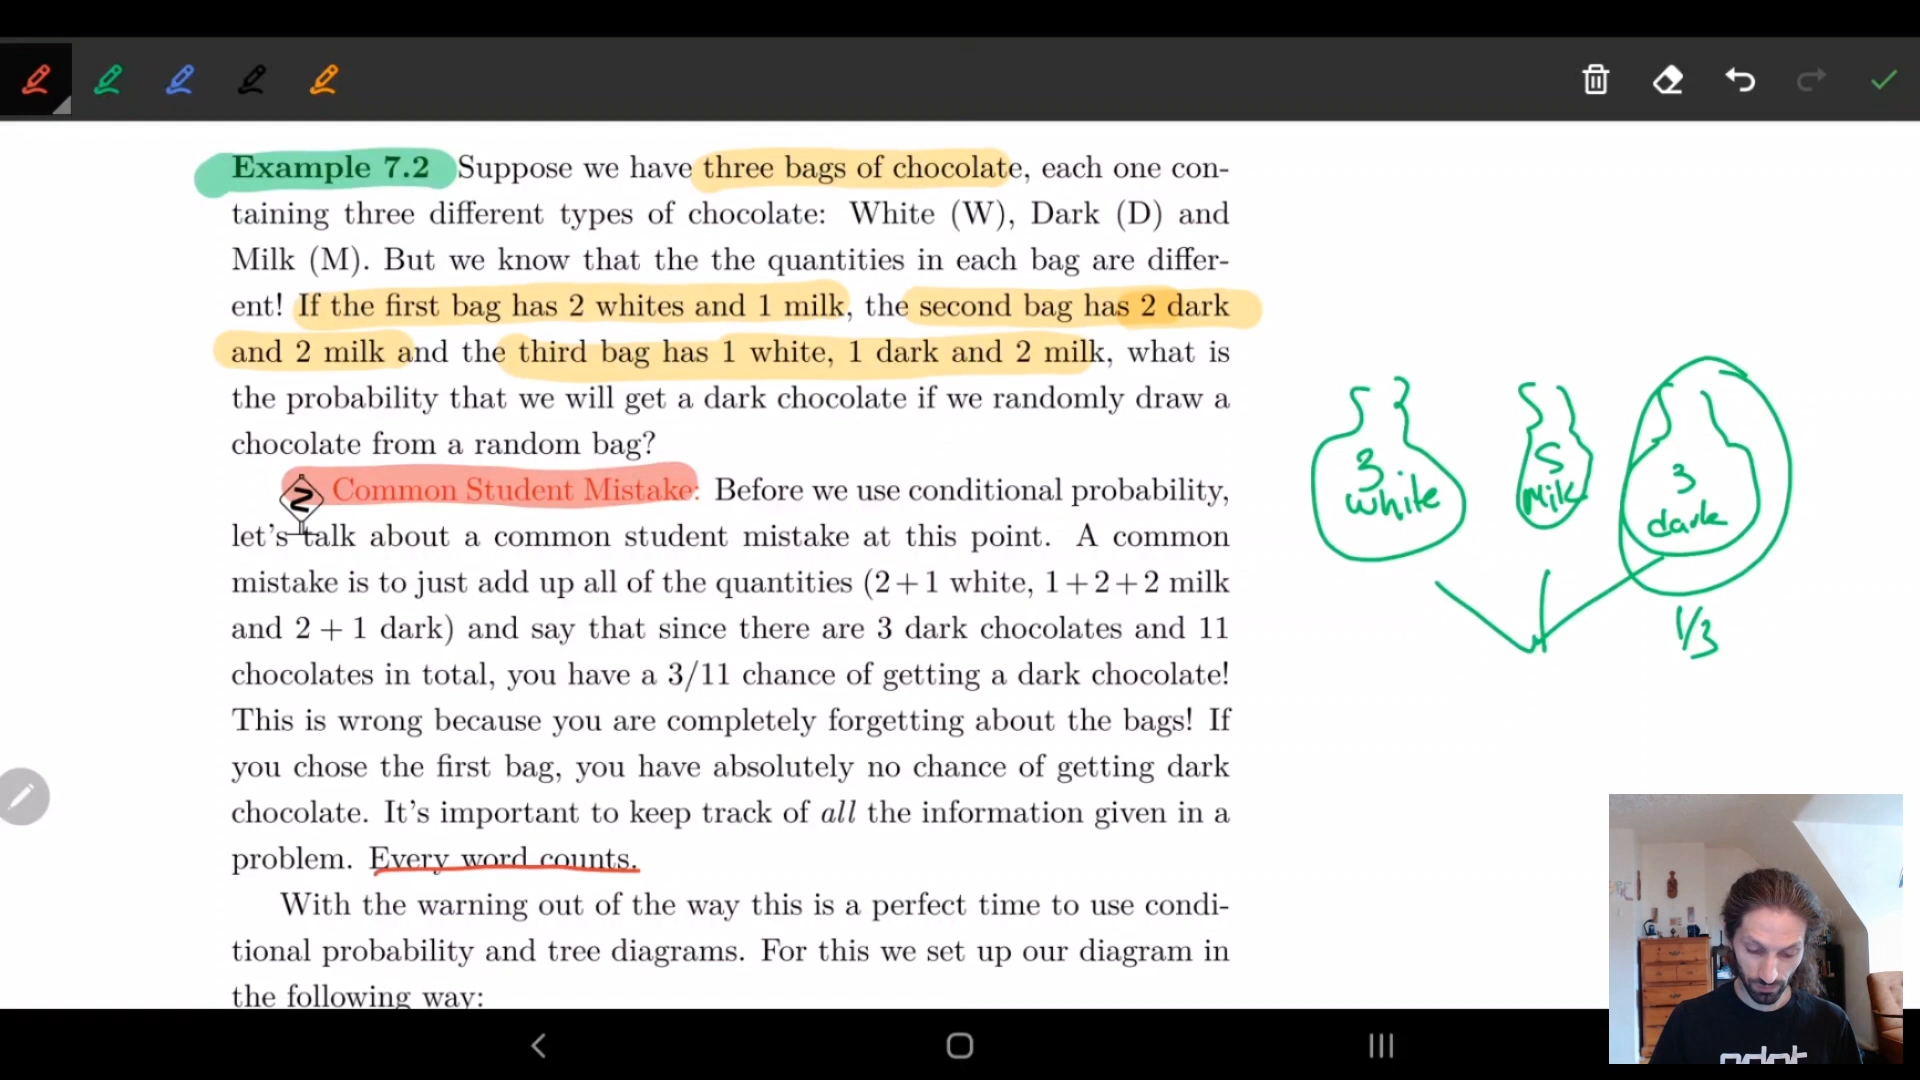 Example 7.2 Suppose we have three bags of chocolate, each one con-
taining three different types of chocolate: White (W), Dark (D) and
Milk (M). But we know that the the quantities in each bag are differ-
ent! If the first bag has 2 whites and 1 milk, the second bag has 2 dark
and 2 milk and the third bag has 1 white, 1 dark and 2 milk, what is
the probability that we will get a dark chocolate if we randomly draw a
chocolate from a random bag?
Common Student Mistake: Before we use conditional probability,
let's talk about a common student mistake at this point. A common
mistake is to just add up all of the quantities (2+1 white, 1+2+2 milk
and 2 + 1 dark) and say that since there are 3 dark chocolates and 11
chocolates in total, you have a 3/11 chance of getting a dark chocolate!
This is wrong because you are completely forgetting about the bags! If
you chose the first bag, you have absolutely no chance of getting dark
chocolate. It's important to keep track of all the information given in a
problem. Every word counts.
With the warning out of the way this is a perfect time to use condi-
tional probability and tree diagrams. For this we set up our diagram in
the following way:
3
white
5
Milk
3
dark
1/3